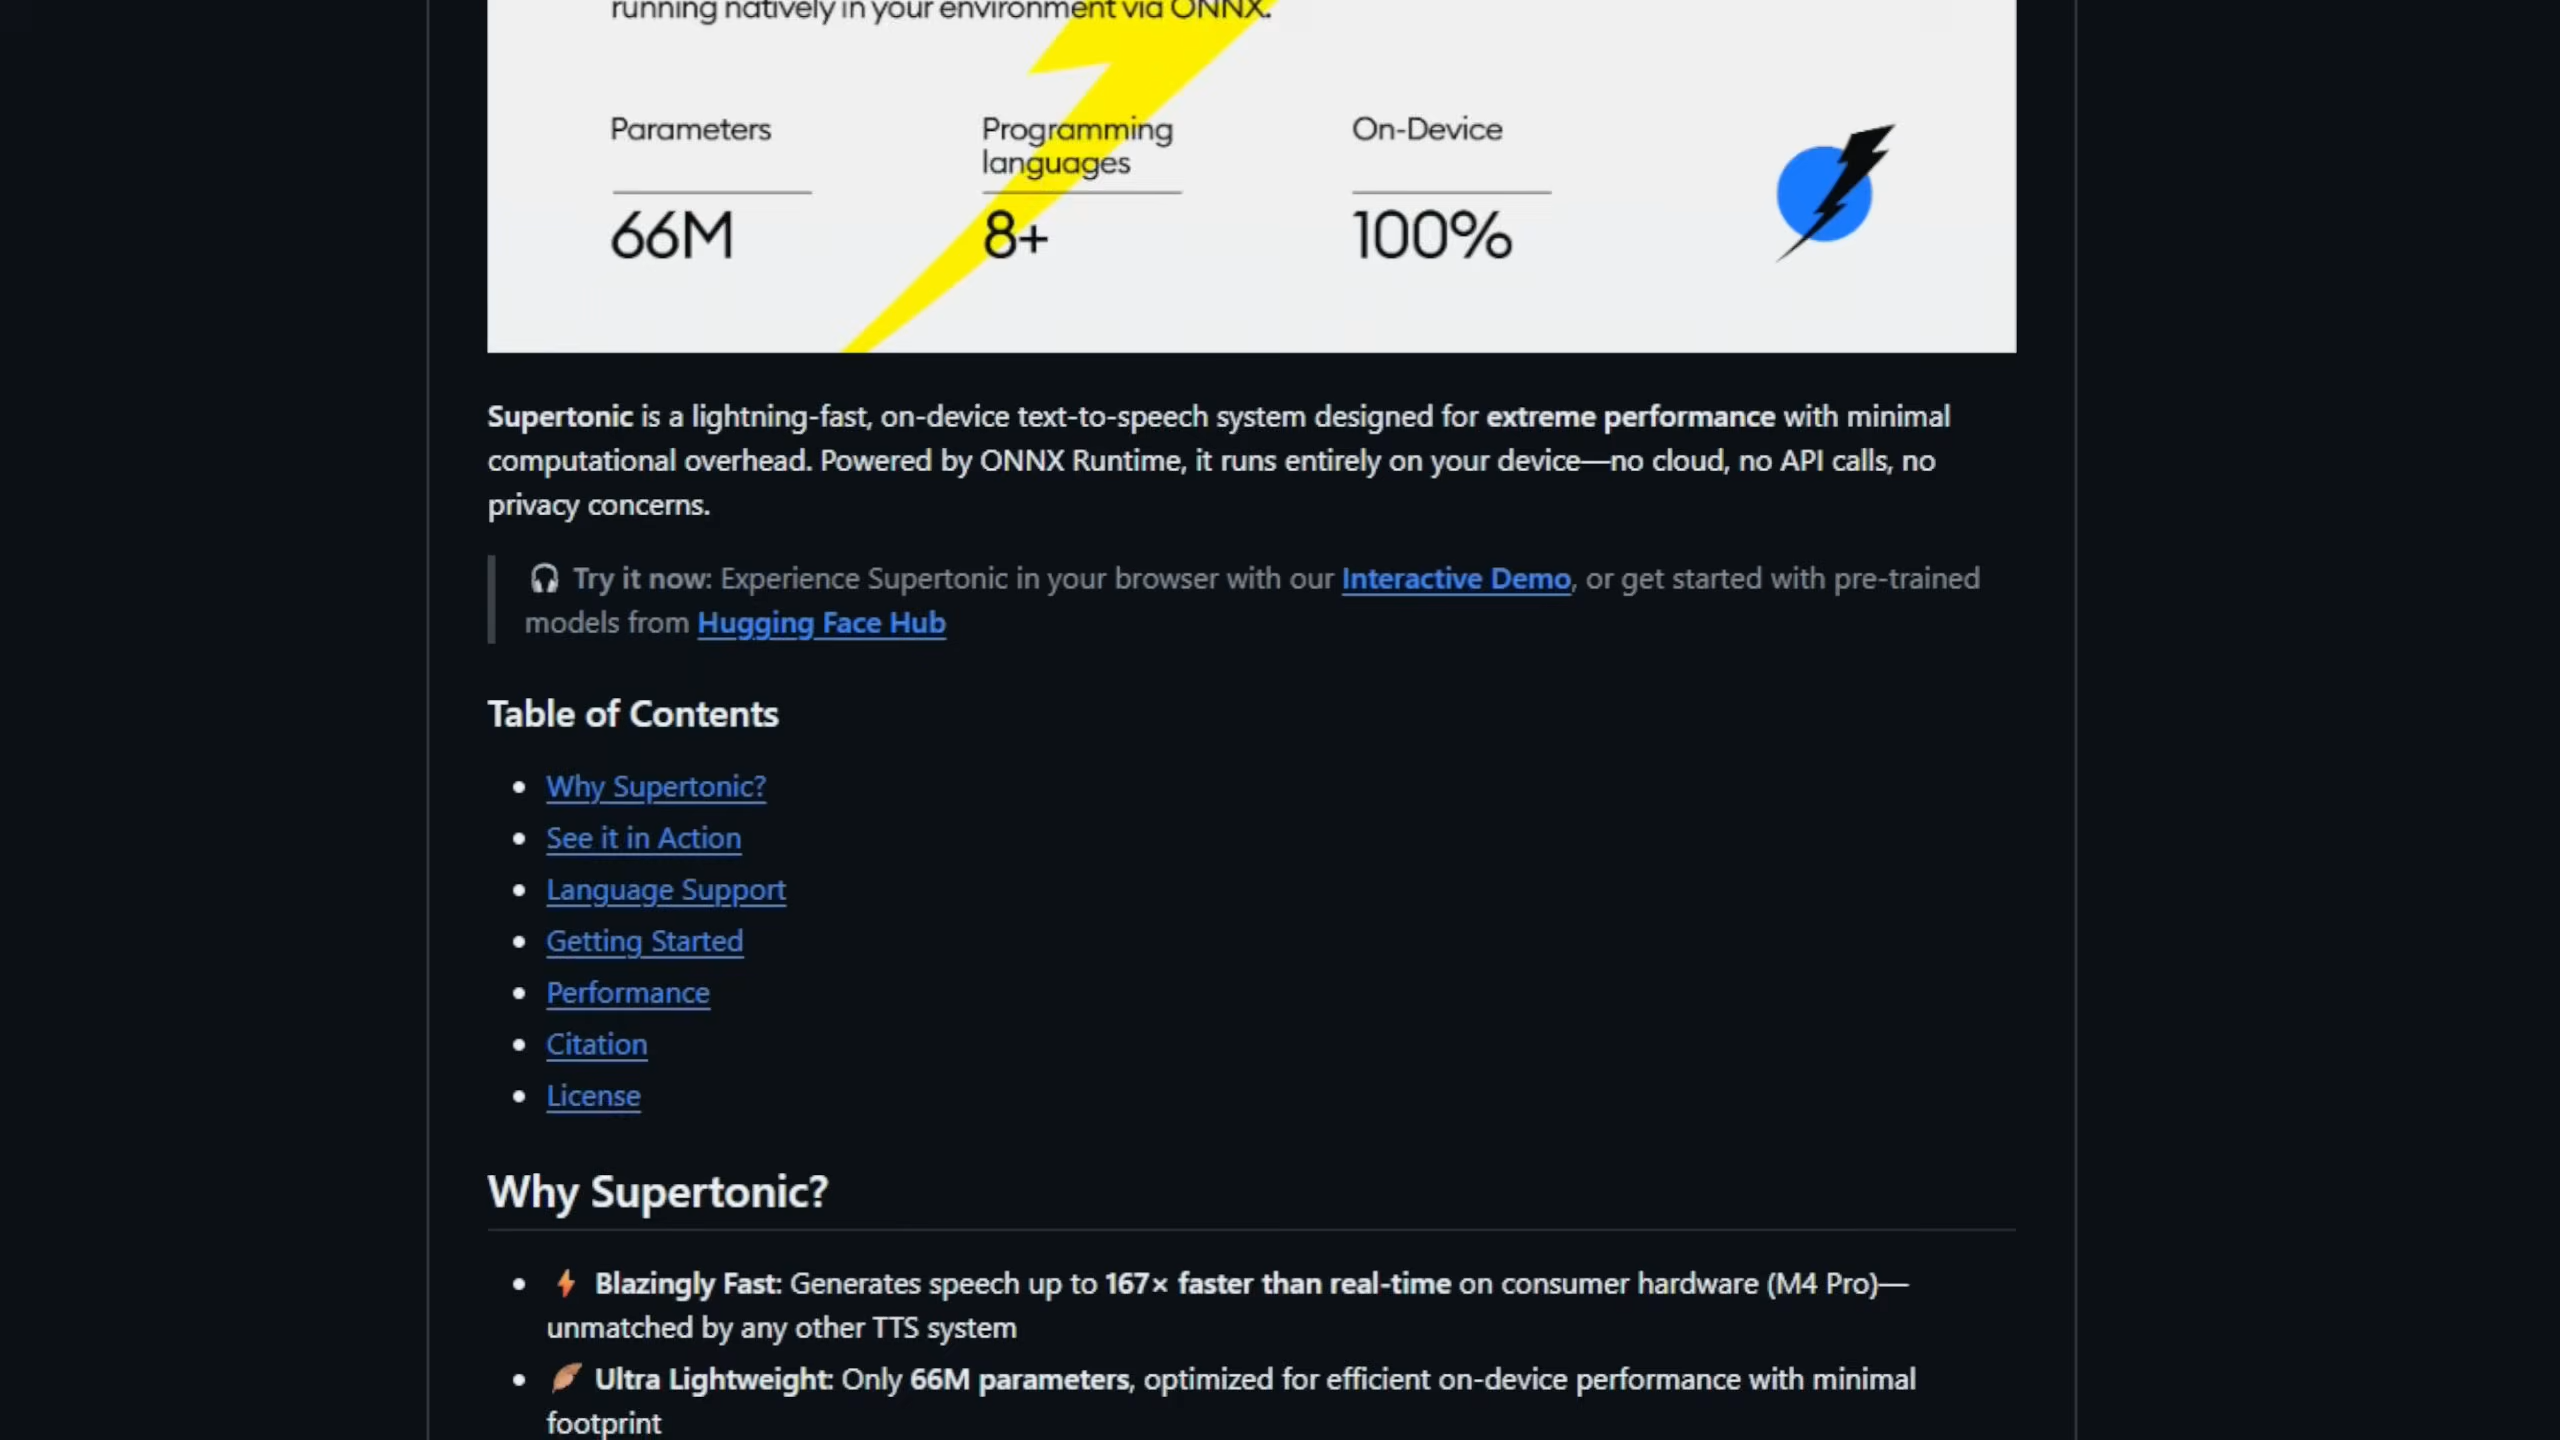 running natively in your environment via ONNX.
Parameters
Programming
languages
On-Device
66M
8+
100%
Supertonic is a lightning-fast, on-device text-to-speech system designed for extreme performance with minimal
computational overhead. Powered by ONNX Runtime, it runs entirely on your device—no cloud, no API calls, no
privacy concerns.
🎧 Try it now: Experience Supertonic in your browser with our Interactive Demo, or get started with pre-trained
models from Hugging Face Hub
Table of Contents
• Why Supertonic?
• See it in Action
• Language Support
• Getting Started
• Performance
• Citation
• License
Why Supertonic?
• ⚡ Blazingly Fast: Generates speech up to 167× faster than real-time on consumer hardware (M4 Pro)—
unmatched by any other TTS system
• 🪶 Ultra Lightweight: Only 66M parameters, optimized for efficient on-device performance with minimal
footprint